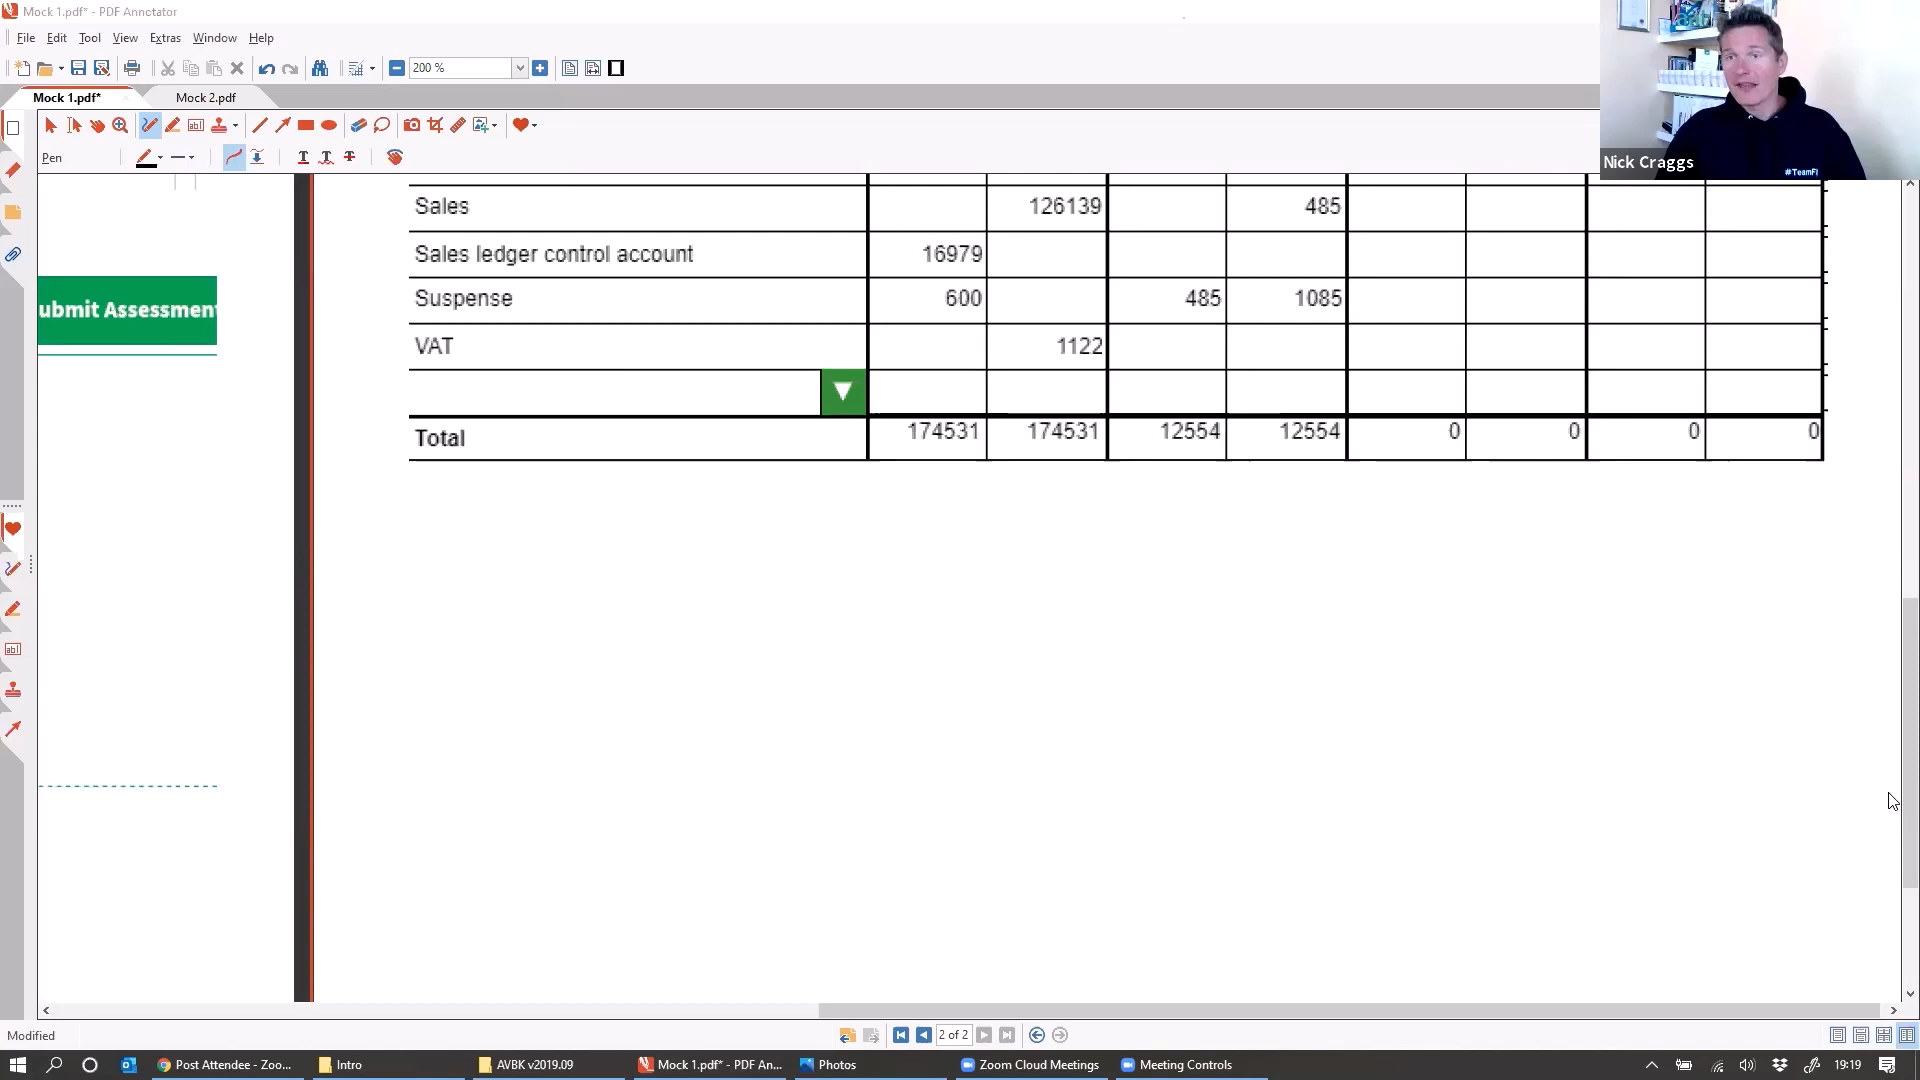 Mock 1.pdf* - PDF Annotator
File Edit Tool View Extras Window Help
200 %
Mock 1.pdf* Mock 2.pdf
Pen
Nick Craggs
#TeamFI
Sales 126139 485
Sales ledger control account 16979
ubmit Assessment
Suspense 600 485 1085
VAT 1122
Total 174531 174531 12554 12554 0 0 0 0
Modified
2 of 2
Post Attendee - Zoo...
Intro
AVBK v2019.09
Mock 1.pdf* - PDF An...
Photos
Zoom Cloud Meetings
Meeting Controls
19:19